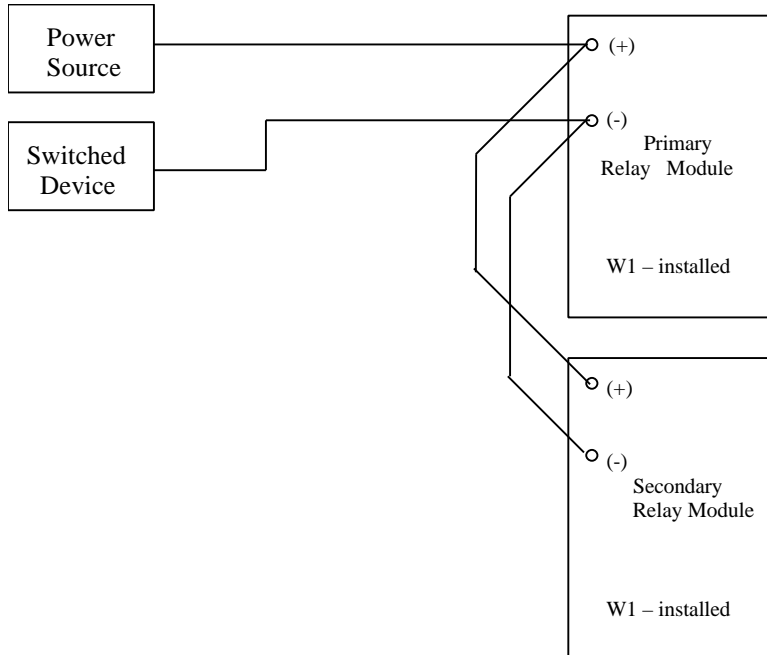 Power
Source
(+)
(-)
Switched
Device
Primary
Relay Module
W1 – installed
(+)
(-)
Secondary
Relay Module
W1 – installed